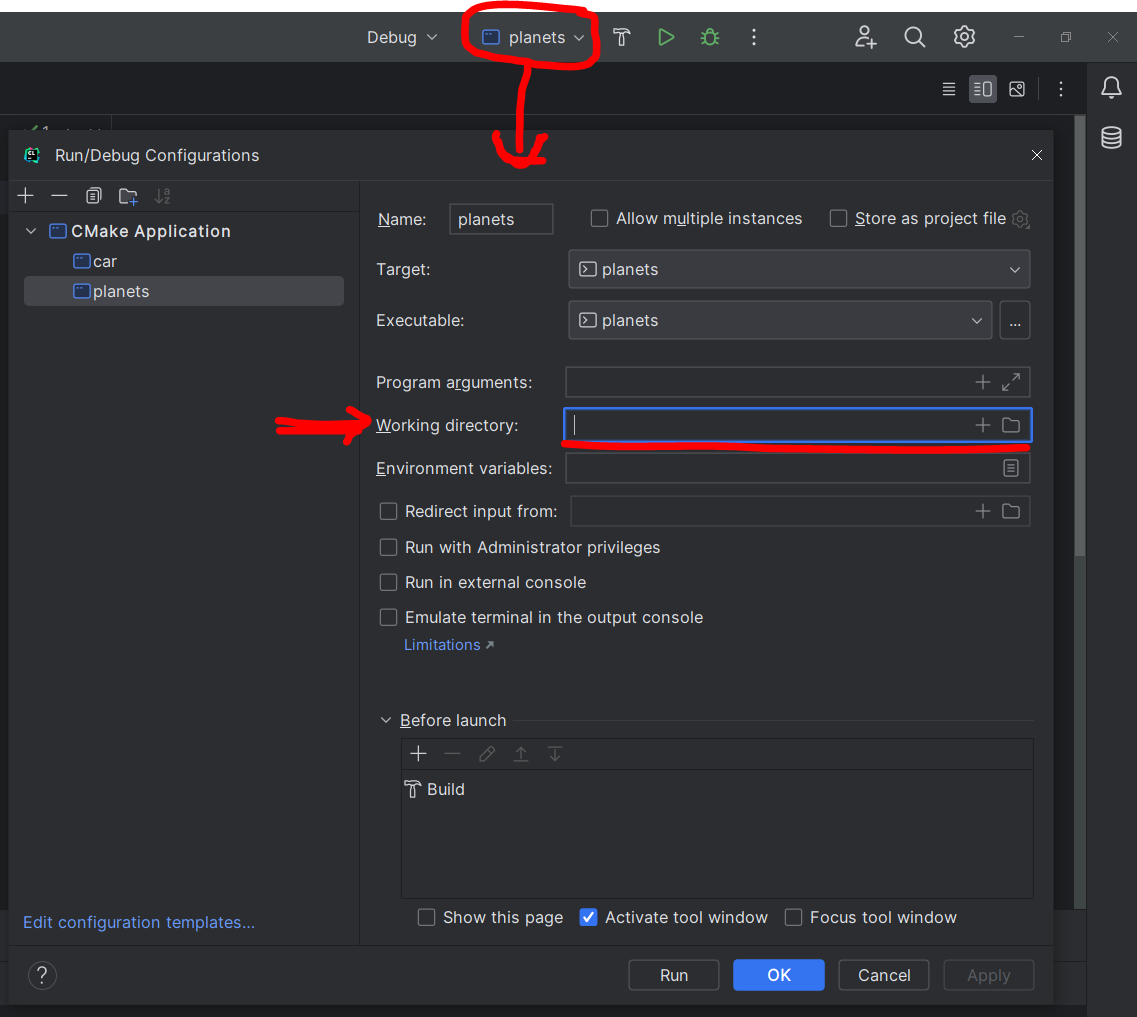 Debug planets
1
Run/Debug Configurations
CMake Application
car
planets
Edit configuration templates...
Name: planets Allow multiple instances Store as project file
Target: planets
Executable: planets ...
Program arguments:
Working directory:
Environment variables:
Redirect input from:
Run with Administrator privileges
Run in external console
Emulate terminal in the output console
Limitations
Before launch
Build
Show this page Activate tool window Focus tool window
? Run OK Cancel Apply